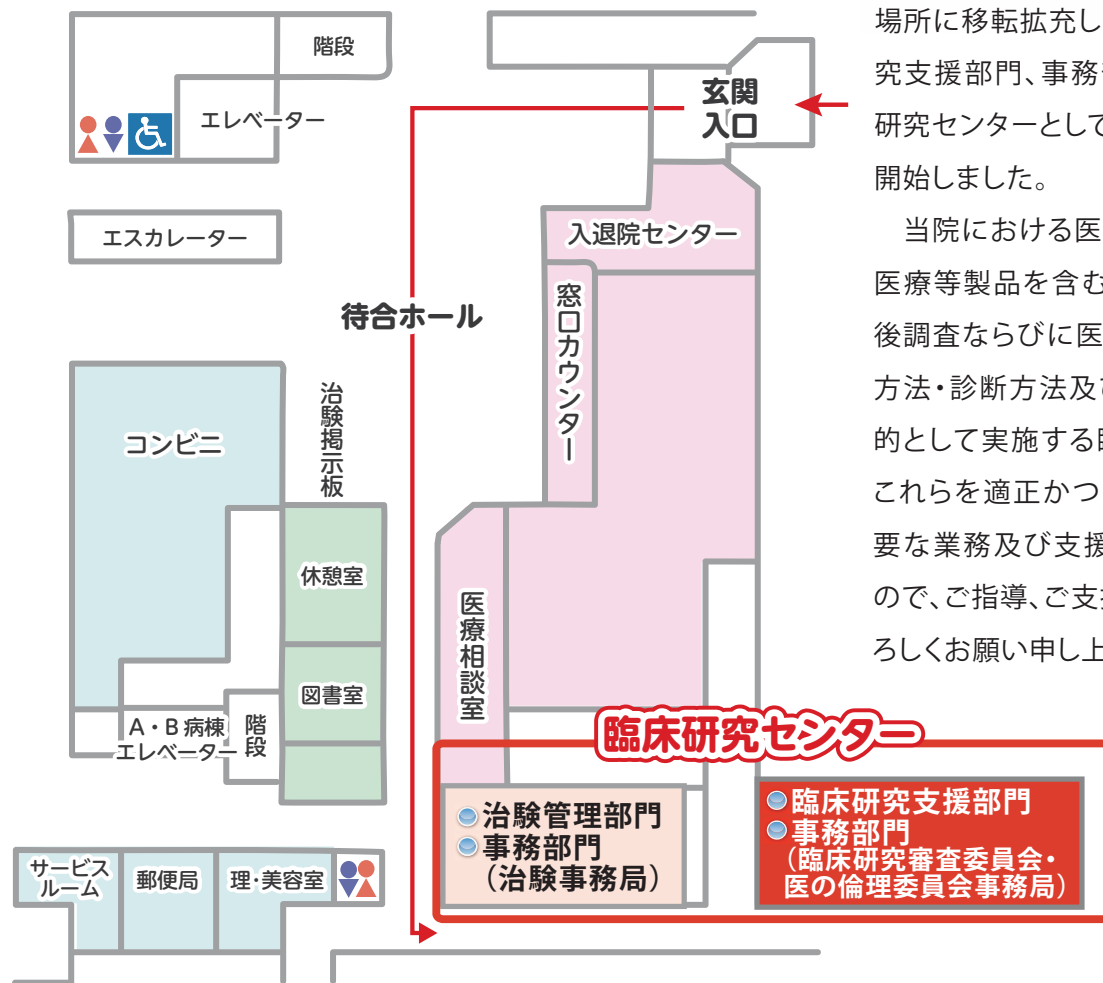 階段
エレベーター
エスカレーター
玄関
入口
入退院センター
窓口カウンター
待合ホール
コンビニ
治験掲示板
休憩室
図書室
医療相談室
A・B 病棟
エレベーター
階段
臨床研究センター
治験管理部門
事務部門
（治験事務局）
臨床研究支援部門
事務部門
（臨床研究審査委員会・
医の倫理委員会事務局）
サービス
ルーム
郵便局
理・美容室
場所に移転拡充し
究支援部門、事務
研究センターとして
開始しました。
当院における医
医療等製品を含む
後調査ならびに医
方法・診断方法及
的として実施する
これらを適正かつ
要な業務及び支援
ので、ご指導、ご支
ろしくお願い申し上